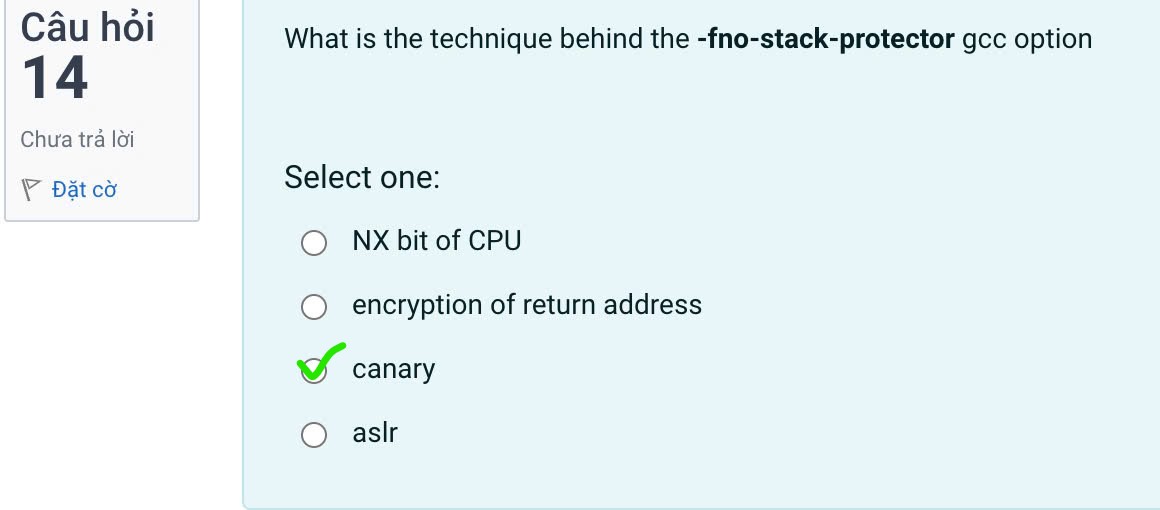 Câu hỏi
14
Chưa trả lời
Đặt cờ
What is the technique behind the -fno-stack-protector gcc option
Select one:
NX bit of CPU
encryption of return address
canary
aslr